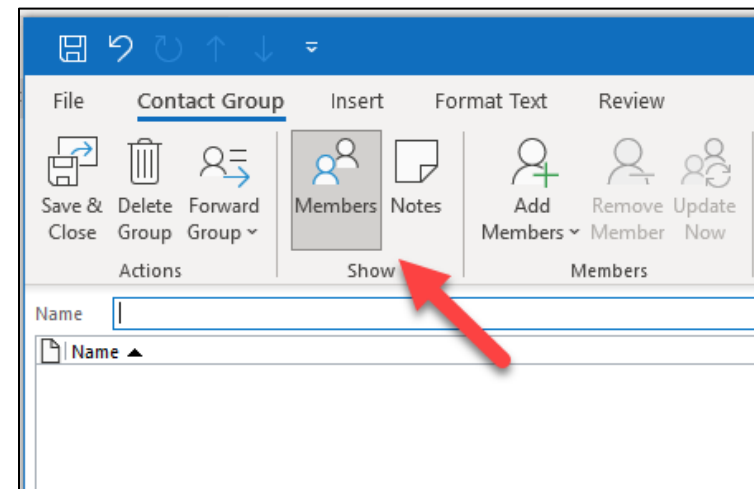 File Contact Group Insert Format Text Review
Save & Delete Forward Members Notes Add Remove Update
Close Group Group Members Member Now
Actions Show Members
Name
Name